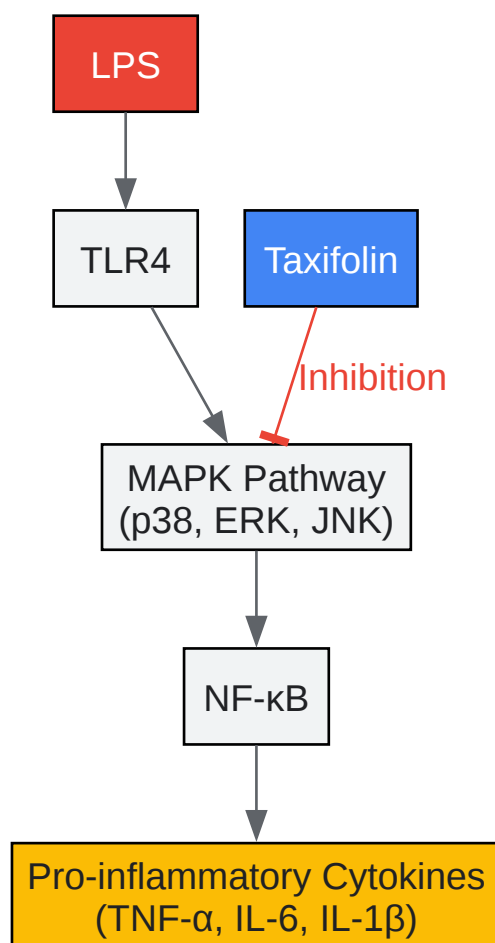 LPS
TLR4
Taxifolin
Inhibition
MAPK Pathway
(p38, ERK, JNK)
NF-κB
Pro-inflammatory Cytokines
(TNF-α, IL-6, IL-1β)